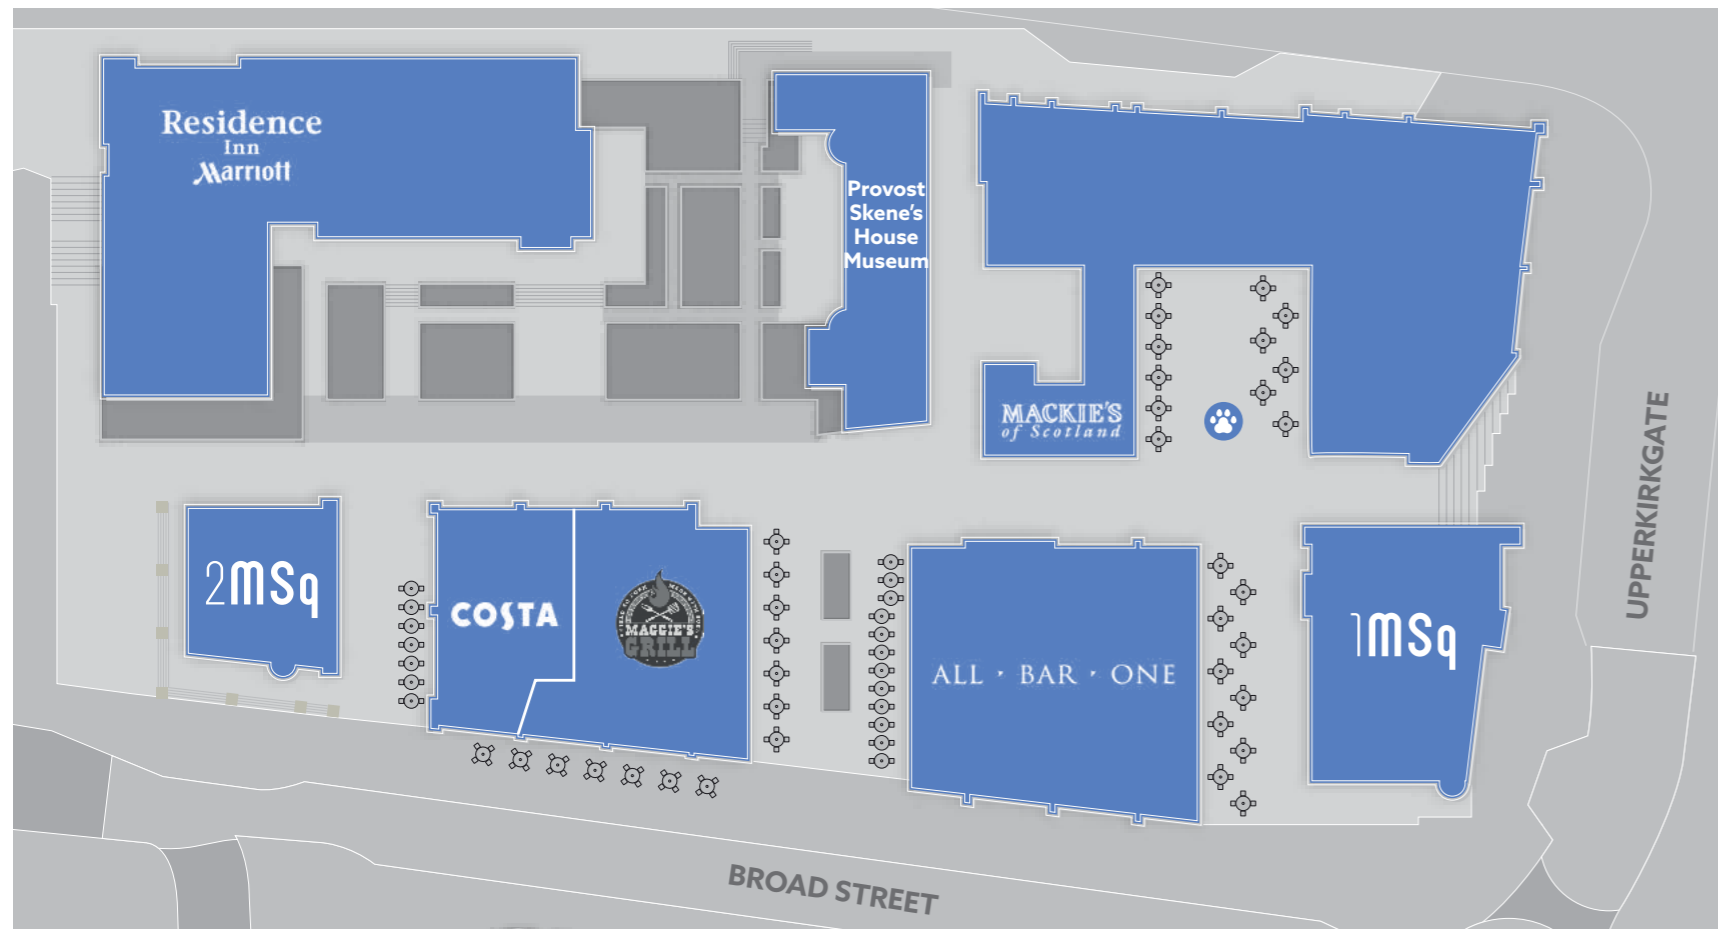 Residence
Inn
Marriott
Provost
Skene's
House
Museum
MACKIE'S
of Scotland
2MSq
COSTA
MAGGIE'S
GRILL
ALL · BAR · ONE
1MSq
UPPERKIRKGATE
BROAD STREET